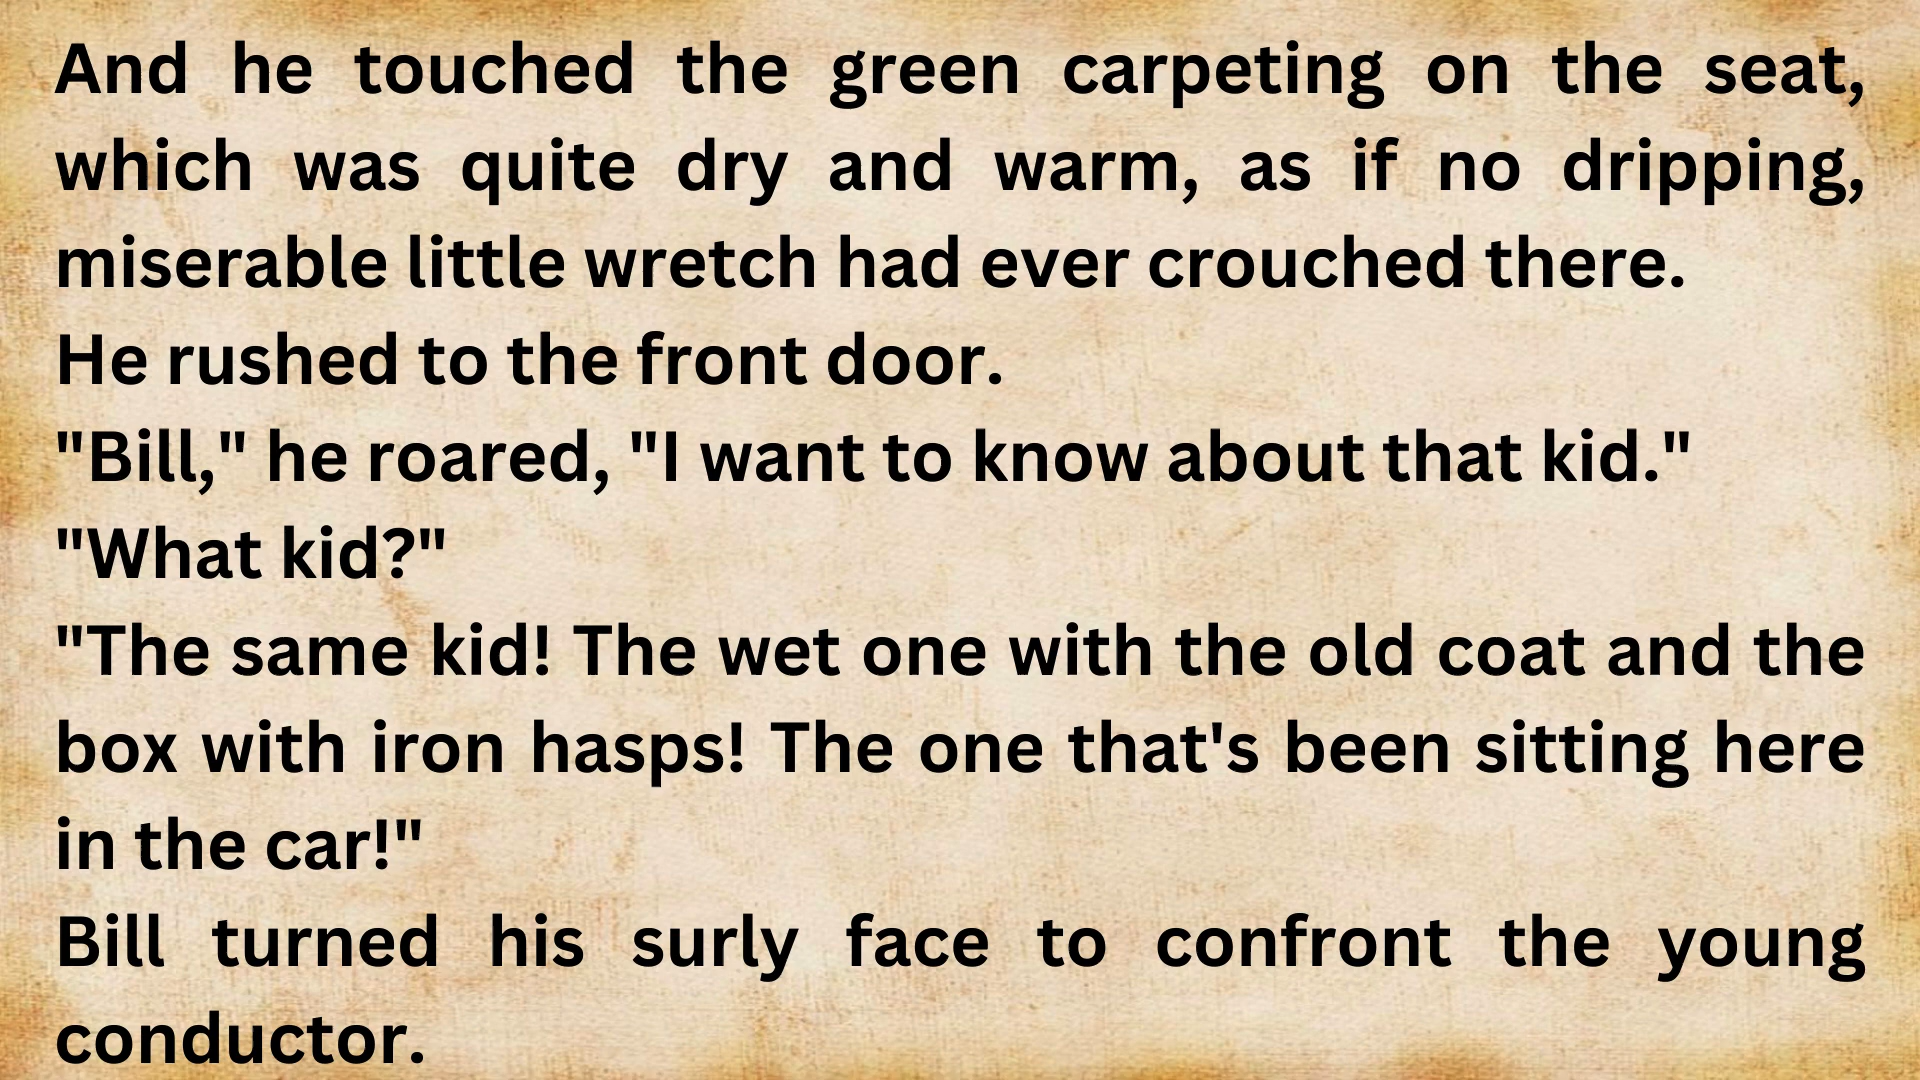 And he touched the green carpeting on the seat,
which was quite dry and warm, as if no dripping,
miserable little wretch had ever crouched there.
He rushed to the front door.
"Bill," he roared, "I want to know about that kid."
"What kid?"
"The same kid! The wet one with the old coat and the
box with iron hasps! The one that's been sitting here
in the car!"
Bill turned his surly face to confront the young
conductor.